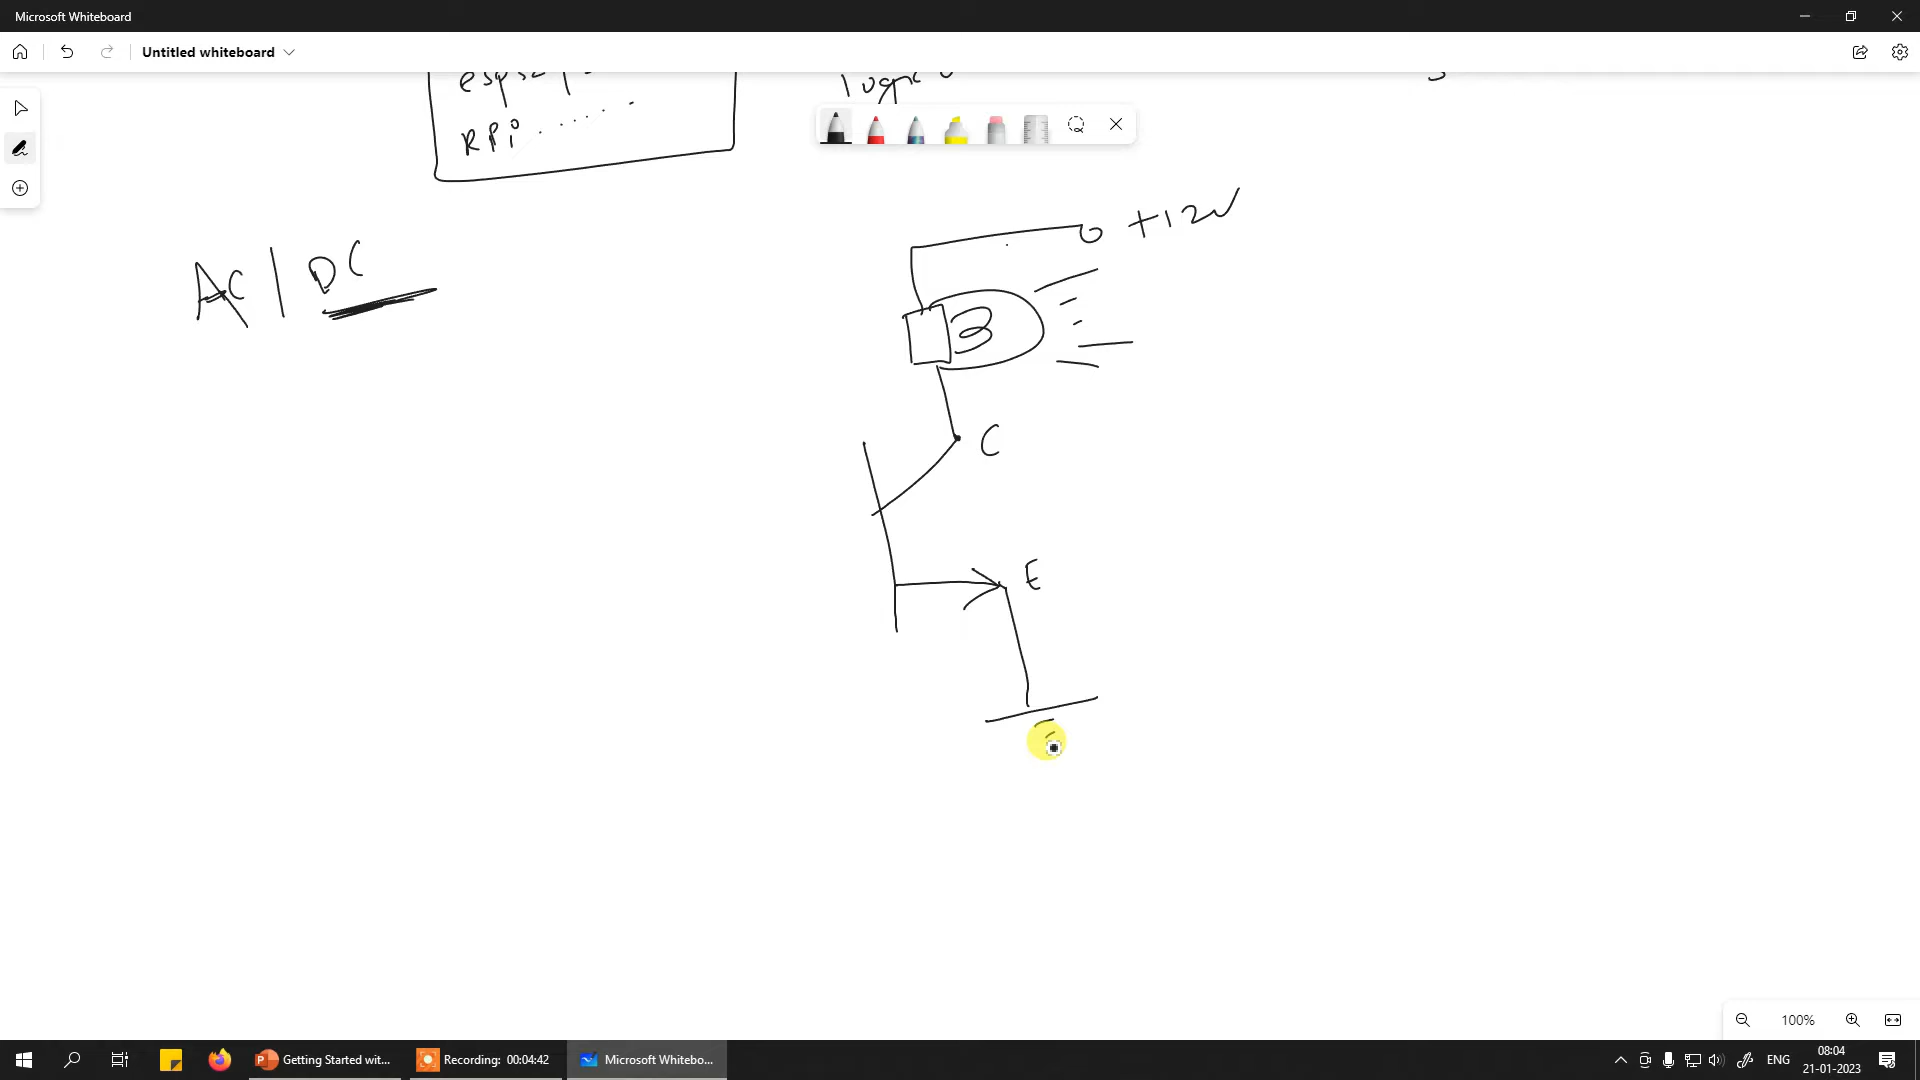 Microsoft Whiteboard
Untitled whiteboard
RPi ......
AC / DC
+12V
C
E
100%
Getting Started wit...
Recording: 00:04:42
Microsoft Whitebo...
ENG
08:04
21-01-2023